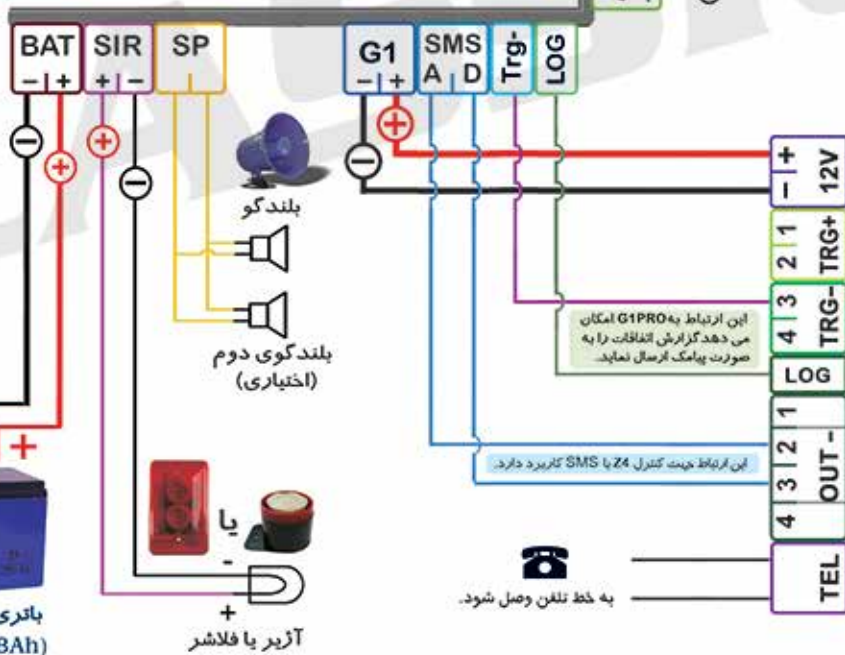 BAT SIR SP
– + + –
G1 SMS Trg- LOG
– + A D
+ –
12V
1 2
TRG+
3 4
TRG–
LOG
1 2 3 4
OUT –
TEL
بلندگو
بلندگوی دوم
(اختیاری)
این ارتباط به G1PRO امکان
می دهد گزارش اتفاقات را به
صورت پیامک ارسال نماید.
این ارتباط جهت کنترل Z4 با SMS کاربرد دارد.
یا
-
+
آژیر یا فلاشر
به خط تلفن وصل شود.
+
باتری